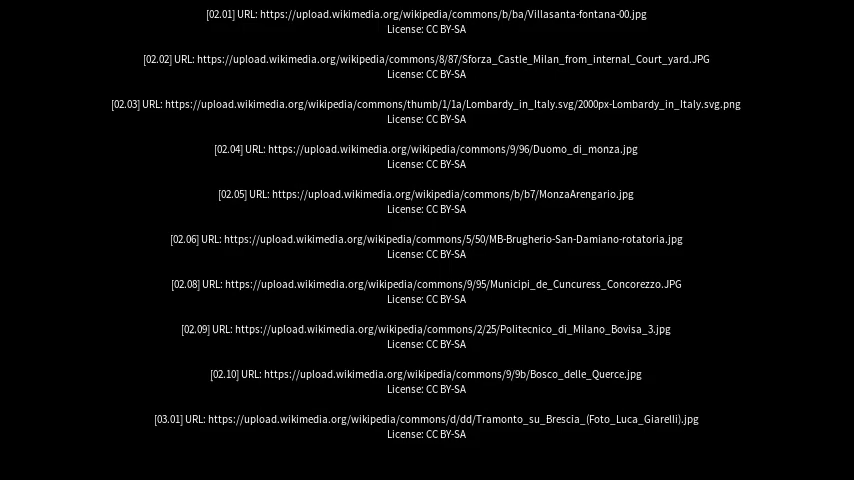 [02.01] URL: https://upload.wikimedia.org/wikipedia/commons/b/ba/Villasanta-fontana-00.jpg
License: CC BY-SA
[02.02] URL: https://upload.wikimedia.org/wikipedia/commons/8/87/Sforza_Castle_Milan_from_internal_Court_yard.JPG
License: CC BY-SA
[02.03] URL: https://upload.wikimedia.org/wikipedia/commons/thumb/1/1a/Lombardy_in_Italy.svg/2000px-Lombardy_in_Italy.svg.png
License: CC BY-SA
[02.04] URL: https://upload.wikimedia.org/wikipedia/commons/9/96/Duomo_di_monza.jpg
License: CC BY-SA
[02.05] URL: https://upload.wikimedia.org/wikipedia/commons/b/b7/MonzaArengario.jpg
License: CC BY-SA
[02.06] URL: https://upload.wikimedia.org/wikipedia/commons/5/50/MB-Brugherio-San-Damiano-rotatoria.jpg
License: CC BY-SA
[02.08] URL: https://upload.wikimedia.org/wikipedia/commons/9/95/Municipi_de_Cuncuress_Concorezzo.JPG
License: CC BY-SA
[02.09] URL: https://upload.wikimedia.org/wikipedia/commons/2/25/Politecnico_di_Milano_Bovisa_3.jpg
License: CC BY-SA
[02.10] URL: https://upload.wikimedia.org/wikipedia/commons/9/9b/Bosco_delle_Querce.jpg
License: CC BY-SA
[03.01] URL: https://upload.wikimedia.org/wikipedia/commons/d/dd/Tramonto_su_Brescia_(Foto_Luca_Giarelli).jpg
License: CC BY-SA